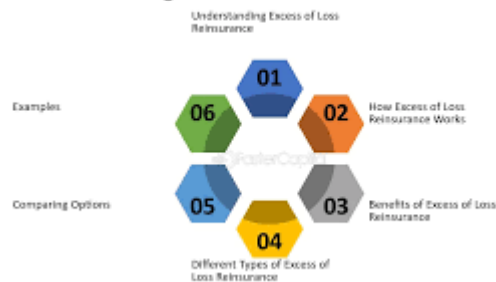 Understanding Excess of Loss
Reinsurance
01
Examples
06
02
How Excess of Loss
Reinsurance Works
FasterCapital
Comparing Options
05
03
Benefits of Excess of Loss
Reinsurance
04
Different Types of Excess of
Loss Reinsurance